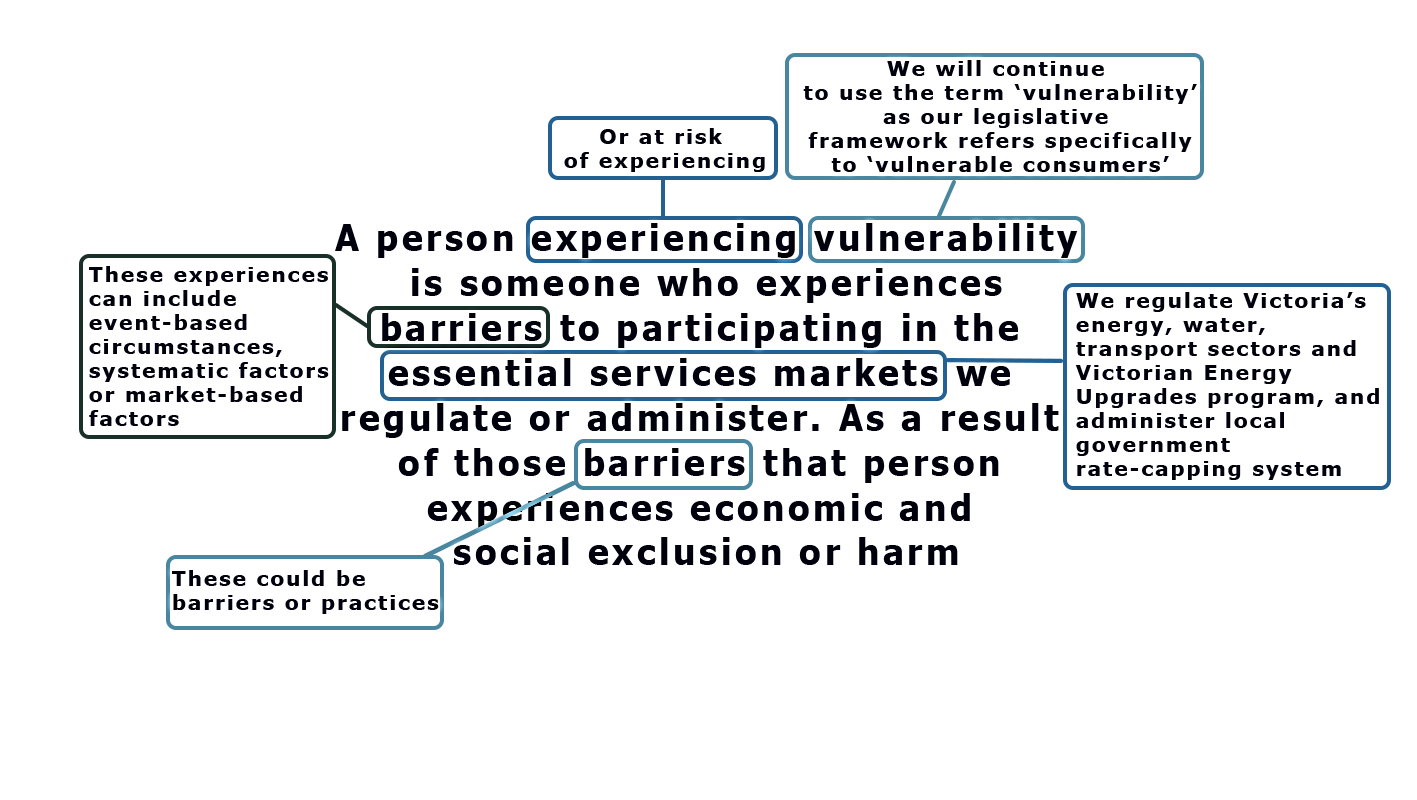 We will continue
to use the term ‘vulnerability’
as our legislative
framework refers specifically
to ‘vulnerable consumers’
Or at risk
of experiencing
A person experiencing vulnerability
is someone who experiences
barriers to participating in the
essential services markets we
regulate or administer. As a result
of those barriers that person
experiences economic and
social exclusion or harm
These experiences
can include
event-based
circumstances,
systematic factors
or market-based
factors
We regulate Victoria’s
energy, water,
transport sectors and
Victorian Energy
Upgrades program, and
administer local
government
rate-capping system
These could be
barriers or practices